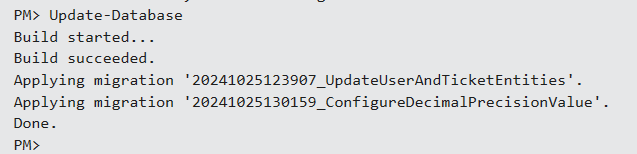 PM> Update-Database
Build started...
Build succeeded.
Applying migration '20241025123907_UpdateUserAndTicketEntities'.
Applying migration '20241025130159_ConfigureDecimalPrecisionValue'.
Done.
PM>